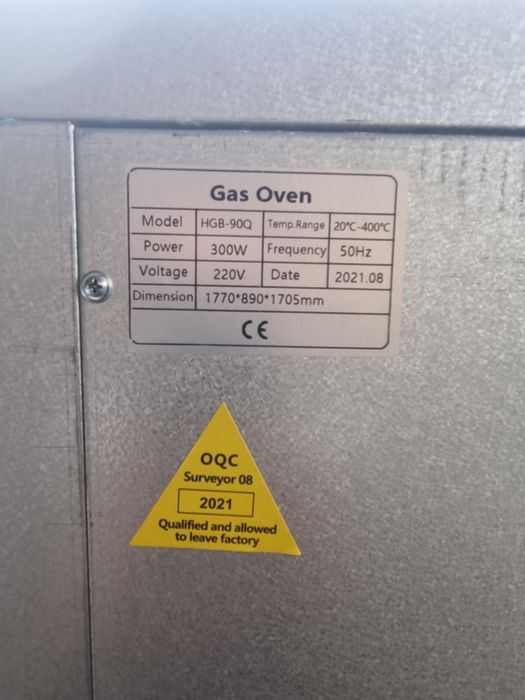 Gas Oven
Model HGB-90Q Temp.Range 20℃-400℃
Power 300W Frequency 50Hz
Voltage 220V Date 2021.08
Dimension 1770*890*1705mm
CE
OQC
Surveyor 08
2021
Qualified and allowed
to leave factory